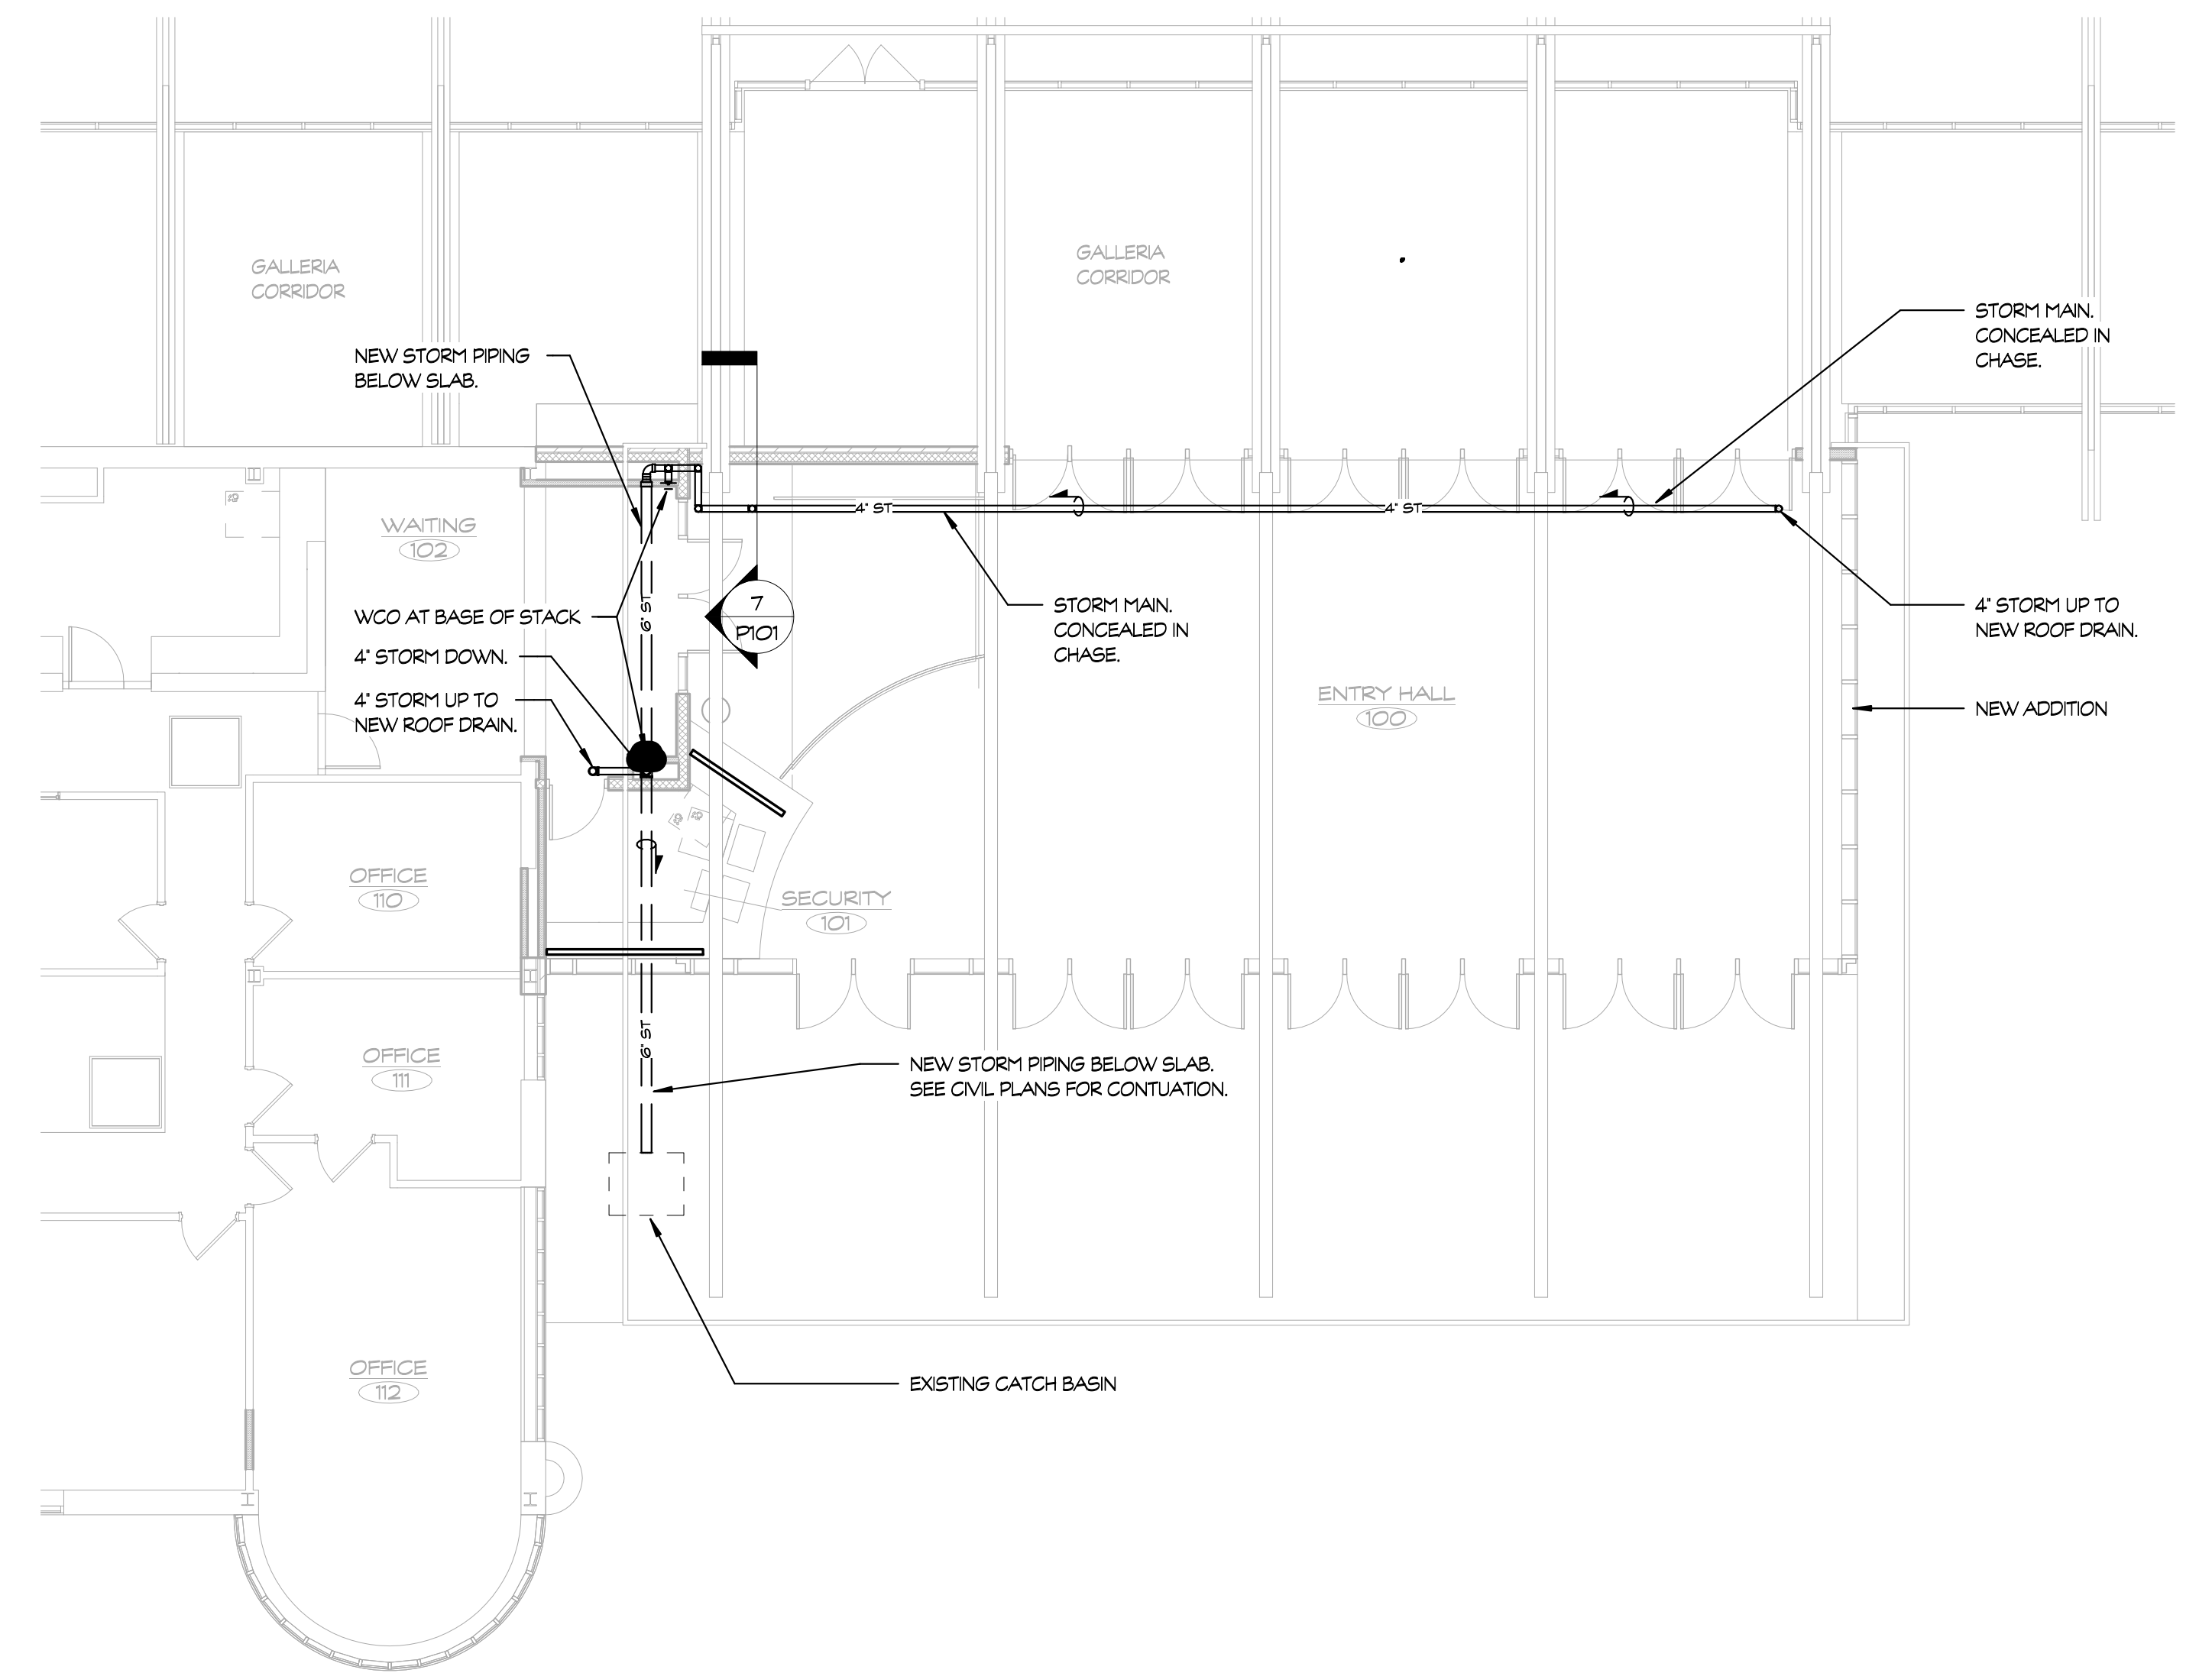 GALLERIA
CORRIDOR
GALLERIA
CORRIDOR
STORM MAIN.
CONCEALED IN
CHASE.
NEW STORM PIPING
BELOW SLAB.
4" ST
4" ST
WAITING
102
6" ST
7
P101
WCO AT BASE OF STACK
STORM MAIN.
CONCEALED IN
CHASE.
4" STORM UP TO
NEW ROOF DRAIN.
4" STORM DOWN.
4" STORM UP TO
NEW ROOF DRAIN.
ENTRY HALL
100
NEW ADDITION
OFFICE
110
SECURITY
101
OFFICE
111
6" ST
NEW STORM PIPING BELOW SLAB.
SEE CIVIL PLANS FOR CONTUATION.
OFFICE
112
EXISTING CATCH BASIN